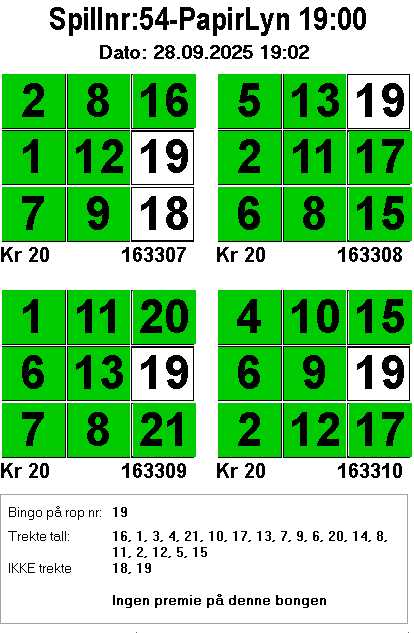 Spillnr:54-PapirLyn 19:00
Dato: 28.09.2025 19:02
2 8 16 5 13 19
1 12 19 2 11 17
7 9 18 6 8 15
Kr 20 163307 Kr 20 163308
1 11 20 4 10 15
6 13 19 6 9 19
7 8 21 2 12 17
Kr 20 163309 Kr 20 163310
Bingo på rop nr: 19
Trekte tall: 16, 1, 3, 4, 21, 10, 17, 13, 7, 9, 6, 20, 14, 8,
11, 2, 12, 5, 15
IKKE trekte 18, 19
Ingen premie på denne bongen